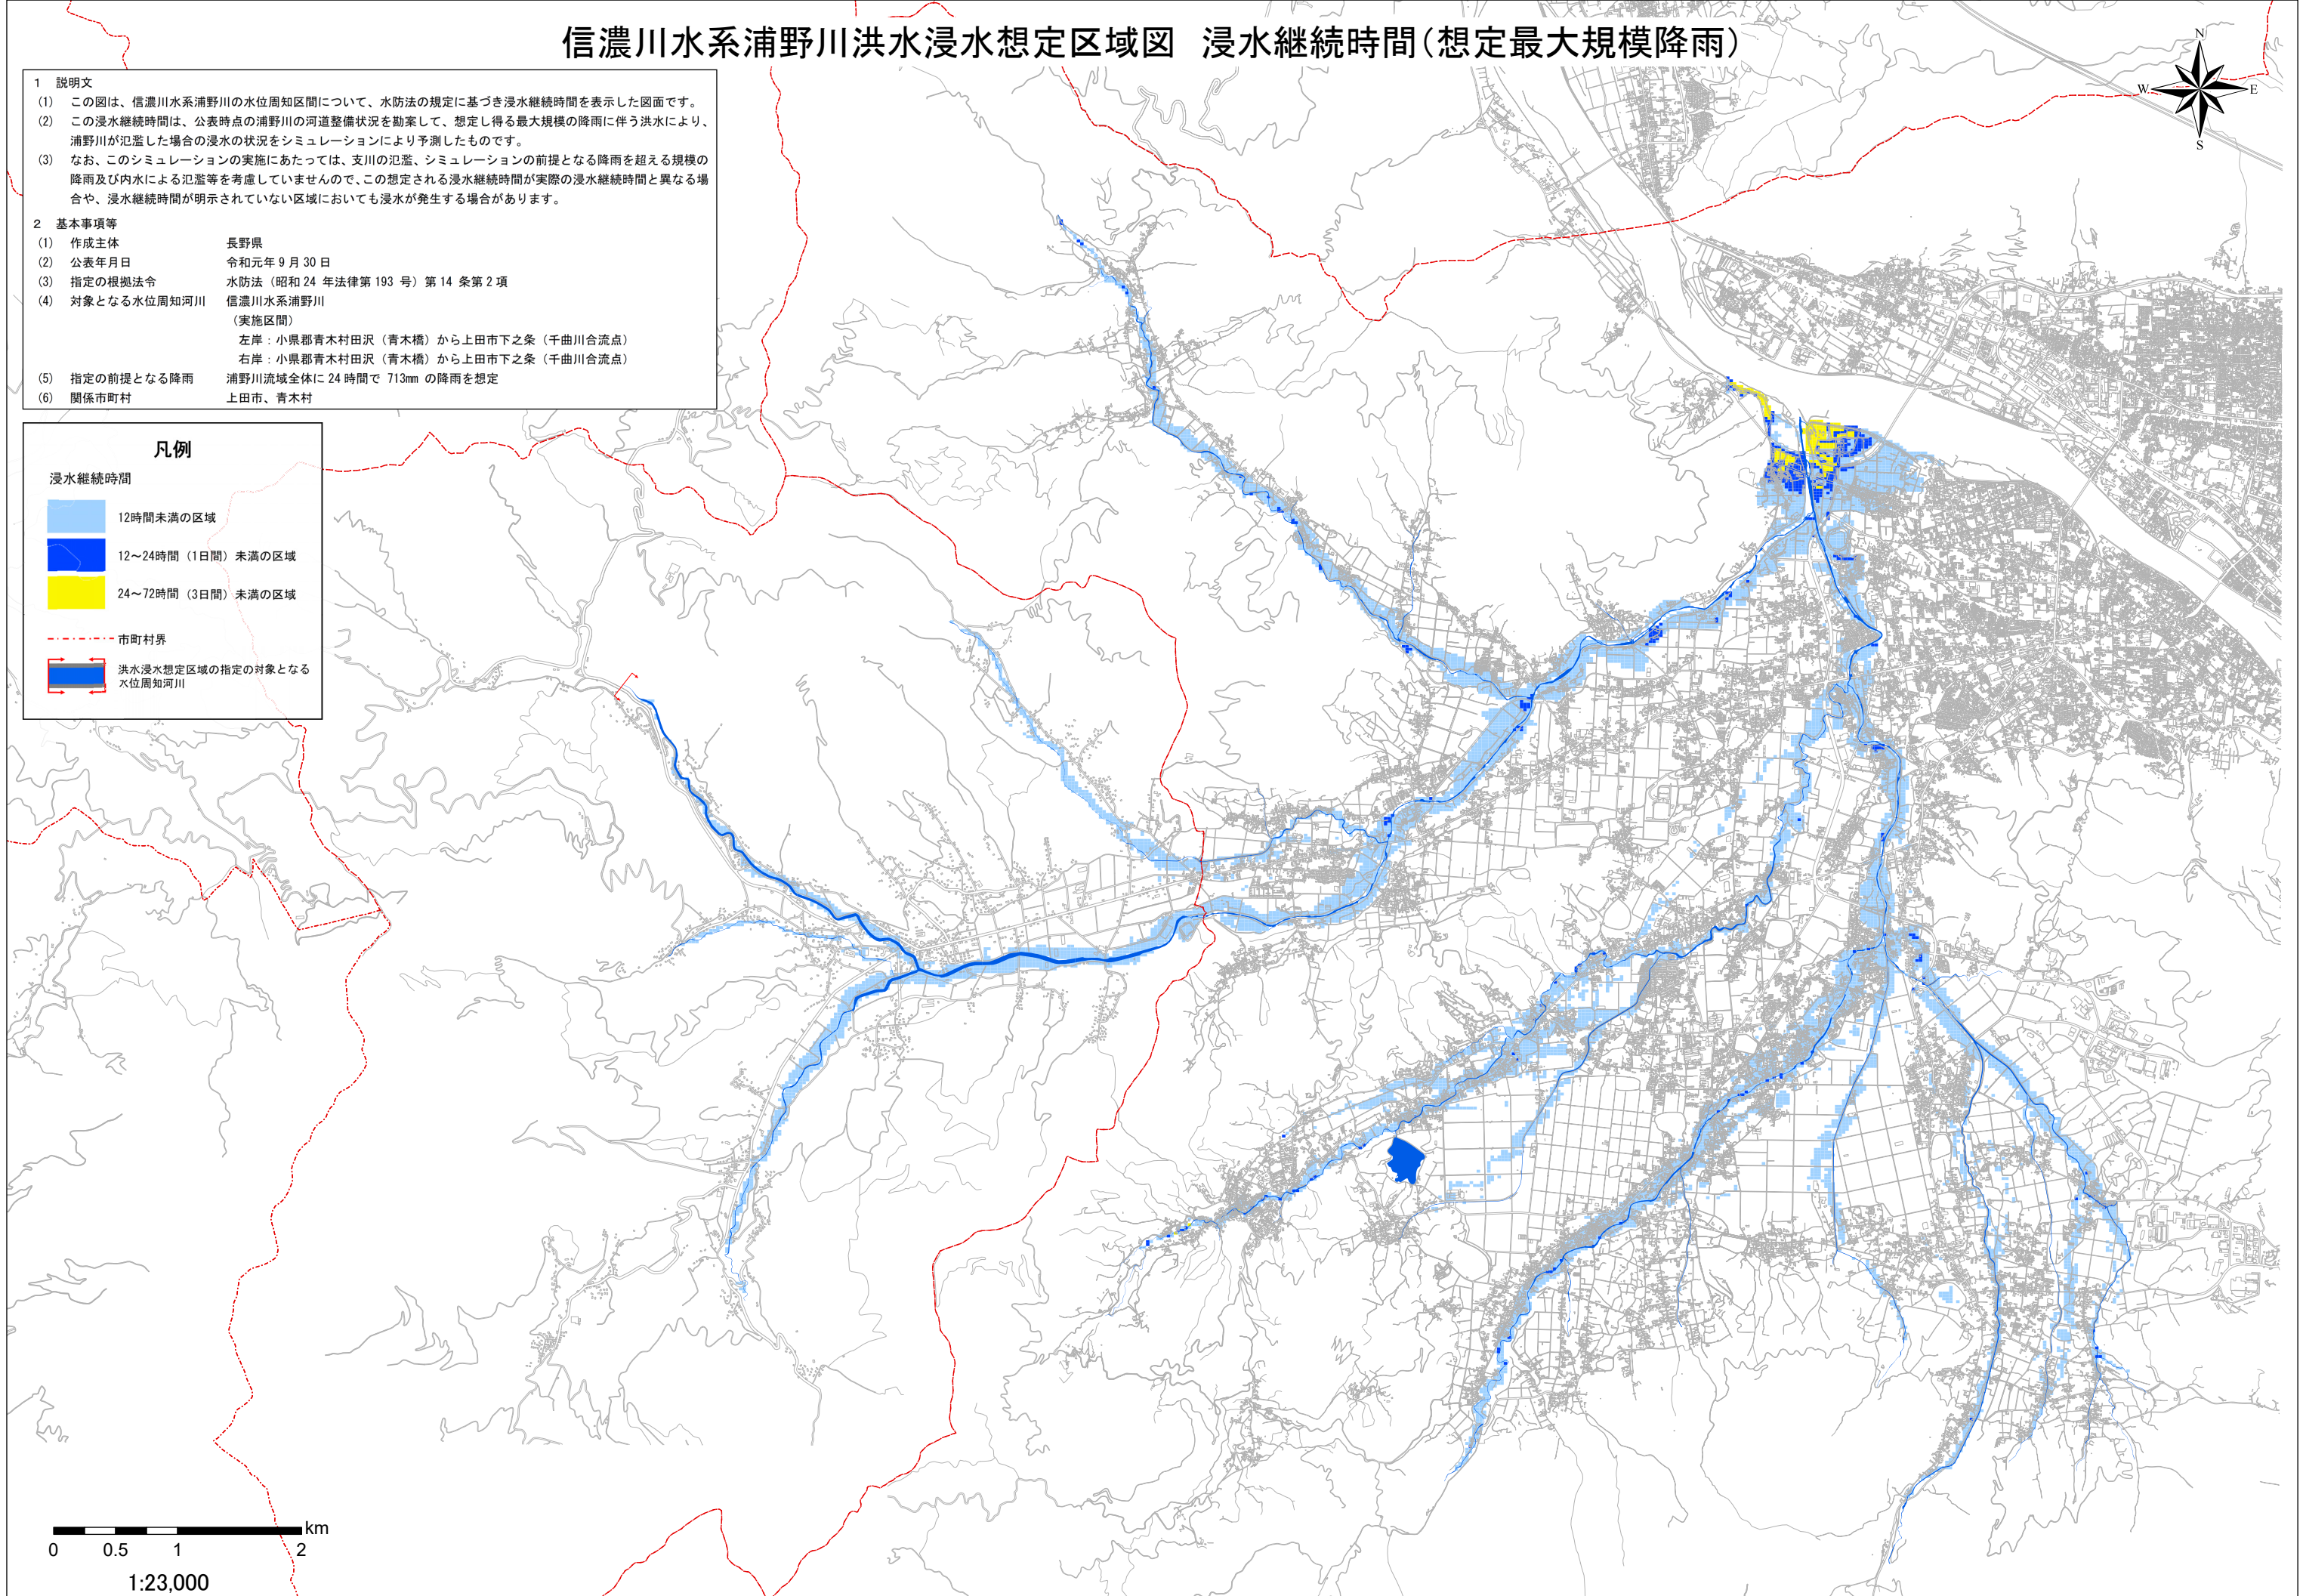 信濃川水系浦野川洪水浸水想定区域図 浸水継続時間(想定最大規模降雨)
N
W
E
S
1 説明文
(1) この図は、信濃川水系浦野川の水位周知区間について、水防法の規定に基づき浸水継続時間を表示した図面です。
(2) この浸水継続時間は、公表時点の浦野川の河道整備状況を勘案して、想定し得る最大規模の降雨に伴う洪水により、
浦野川が氾濫した場合の浸水の状況をシミュレーションにより予測したものです。
(3) なお、このシミュレーションの実施にあたっては、支川の氾濫、シミュレーションの前提となる降雨を超える規模の
降雨及び内水による氾濫等を考慮していませんので、この想定される浸水継続時間が実際の浸水継続時間と異なる場
合や、浸水継続時間が明示されていない区域においても浸水が発生する場合があります。
2 基本事項等
(1) 作成主体 長野県
(2) 公表年月日 令和元年9月30日
(3) 指定の根拠法令 水防法(昭和24 年法律第193 号)第14 条第2項
(4) 対象となる水位周知河川 信濃川水系浦野川
(実施区間)
左岸:小県郡青木村田沢(青木橋)から上田市下之条(千曲川合流点)
右岸:小県郡青木村田沢(青木橋)から上田市下之条(千曲川合流点)
(5) 指定の前提となる降雨 浦野川流域全体に24時間で 713mm の降雨を想定
(6) 関係市町村 上田市、青木村
凡例
浸水継続時間
12時間未満の区域
12~24時間(1日間)未満の区域
24~72時間(3日間)未満の区域
市町村界
洪水浸水想定区域の指定の対象となる
水位周知河川
km
0 0.5 1 2
1:23,000